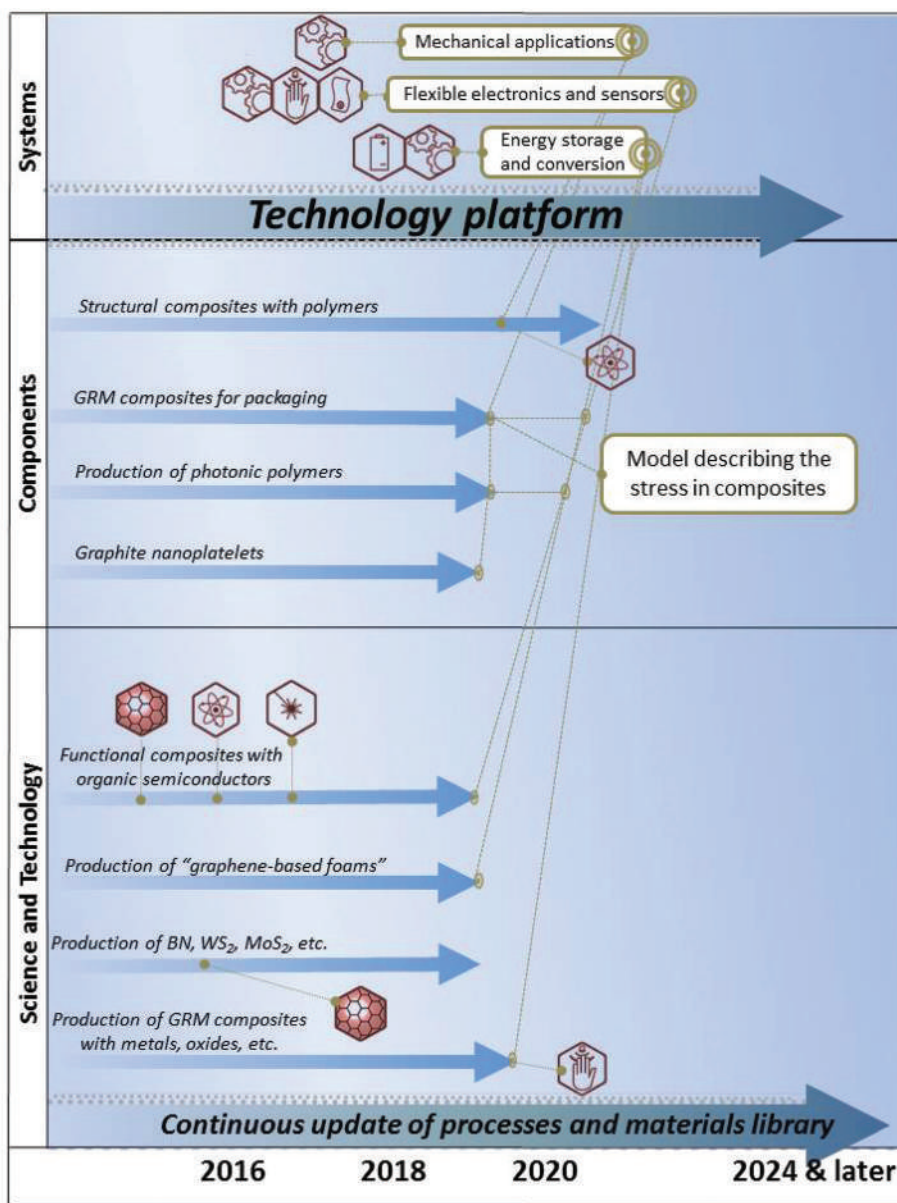 Systems
Mechanical applications
Flexible electronics and sensors
Energy storage
and conversion
Technology platform
Components
Structural composites with polymers
GRM composites for packaging
Production of photonic polymers
Graphite nanoplatelets
Model describing the
stress in composites
Science and Technology
Functional composites with
organic semiconductors
Production of “graphene-based foams”
Production of BN, WS₂, MoS₂, etc.
Production of GRM composites
with metals, oxides, etc.
Continuous update of processes and materials library
2016 2018 2020 2024 & later